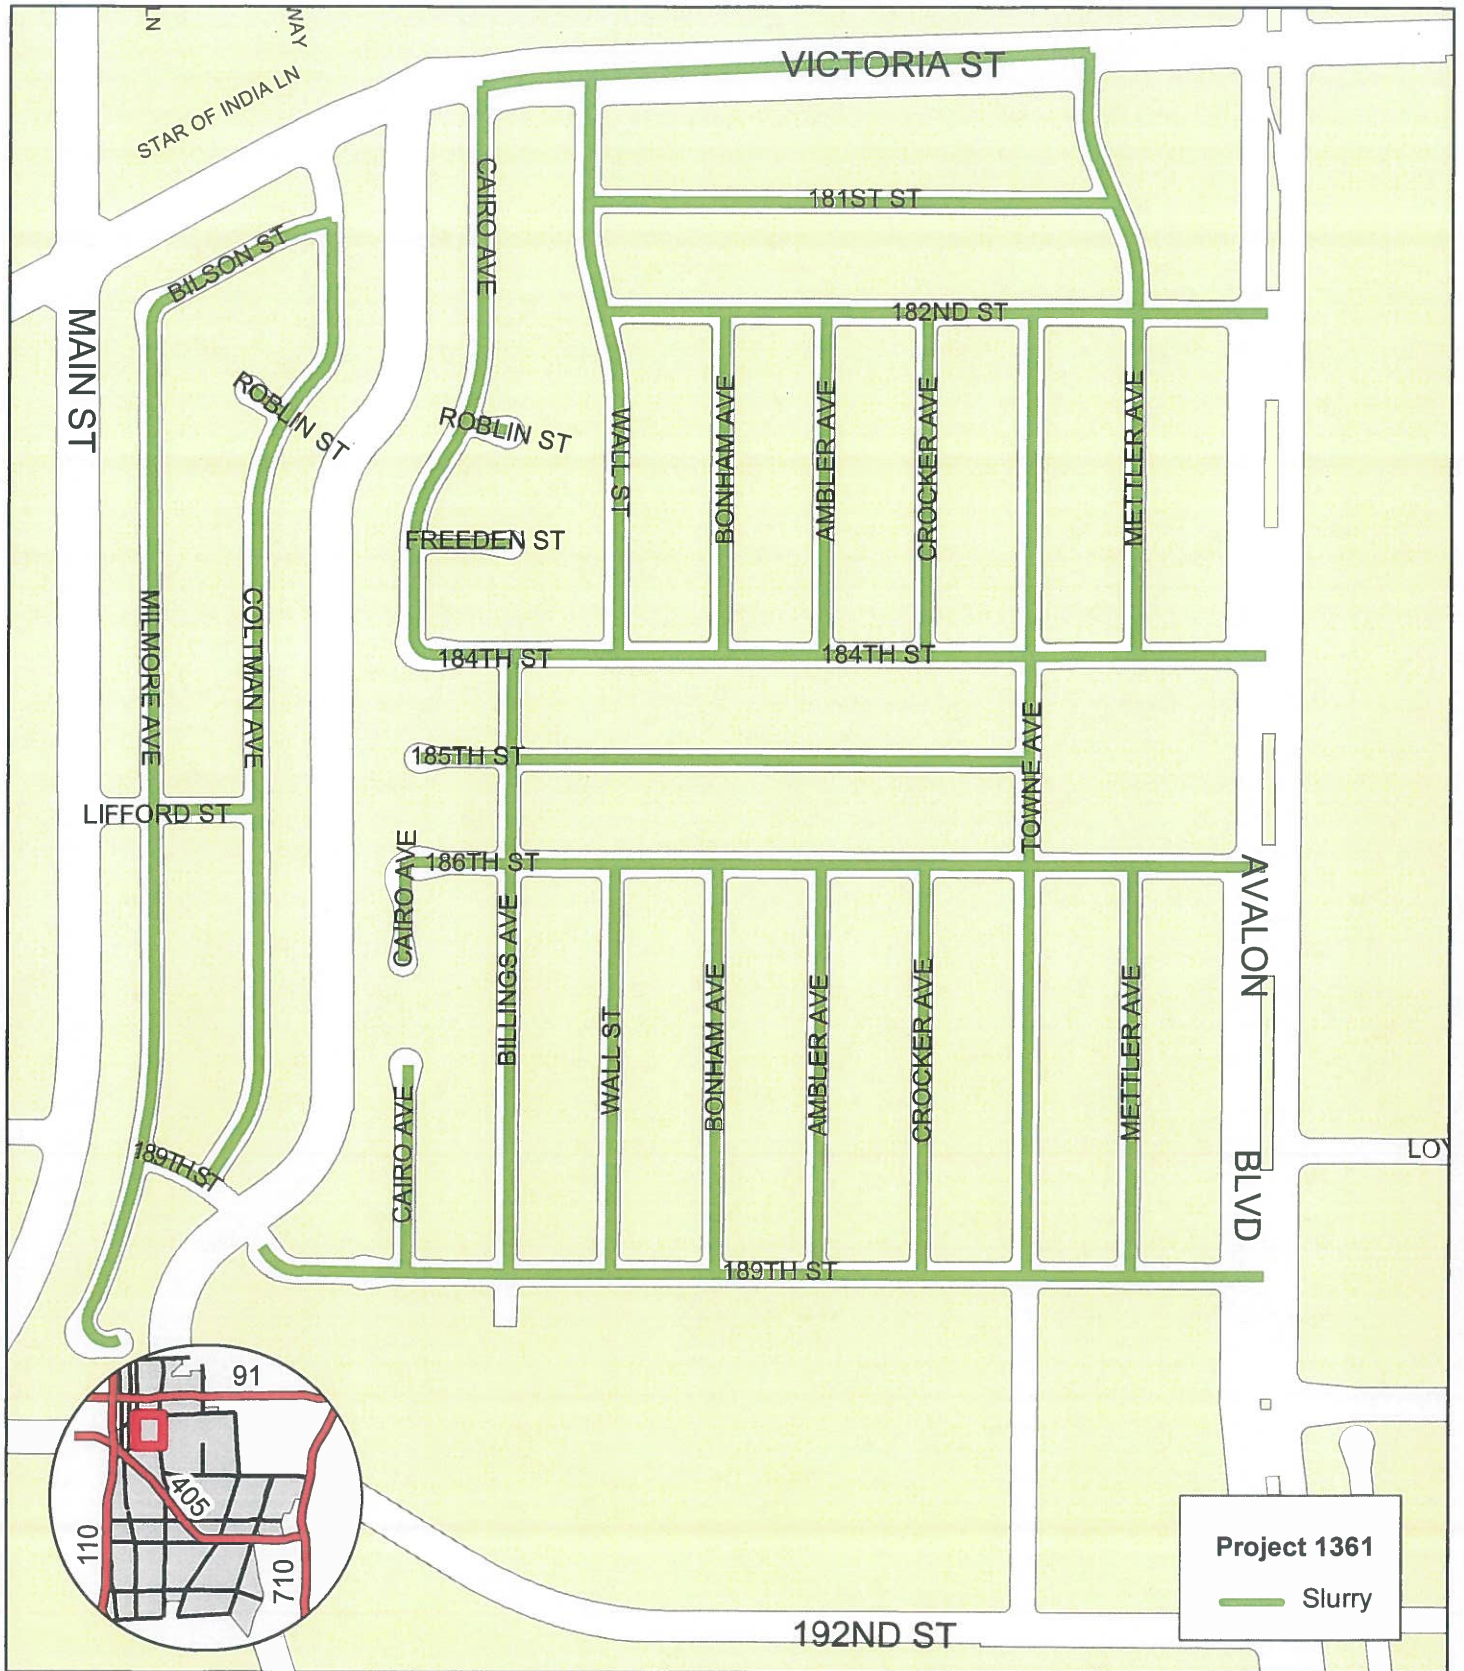 LN
WAY
VICTORIA ST
STAR OF INDIA LN
CAIRO AVE
181ST ST
BILSON ST
182ND ST
MAIN ST
ROBLIN ST
ROBLIN ST
WALL ST
BONHAM AVE
AMBLER AVE
CROCKER AVE
METTLER AVE
FREEDEN ST
MILMORE AVE
COLTMAN AVE
184TH ST
184TH ST
185TH ST
TOWNE AVE
LIFFORD ST
CAIRO AVE
186TH ST
AVALON
BILLINGS AVE
WALL ST
BONHAM AVE
AMBLER AVE
CROCKER AVE
METTLER AVE
CAIRO AVE
189TH ST
BLVD
LOY
189TH ST
91
405
110
710
Project 1361
Slurry
192ND ST